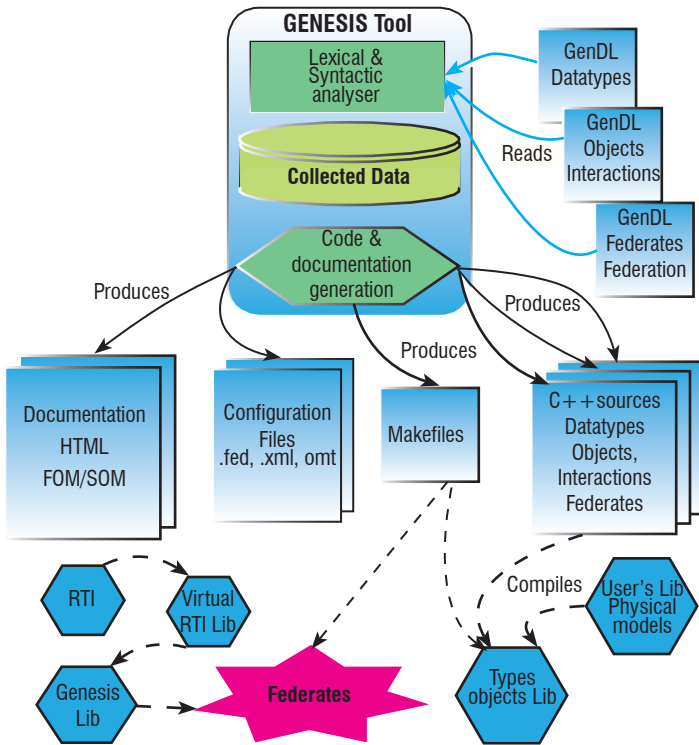 GENESIS Tool
Lexical &
Syntactic
analyser
GenDL
Datatypes
Reads
GenDL
Objects
Interactions
Collected Data
GenDL
Federates
Federation
Code &
documentation
generation
Produces
Produces
Produces
Documentation
HTML
FOM/SOM
Configuration
Files
.fed, .xml, omt
Makefiles
C++sources
Datatypes
Objects,
Interactions
Federates
RTI
Virtual
RTI Lib
Compiles
User's Lib
Physical
models
Genesis
Lib
Federates
Types
objects Lib